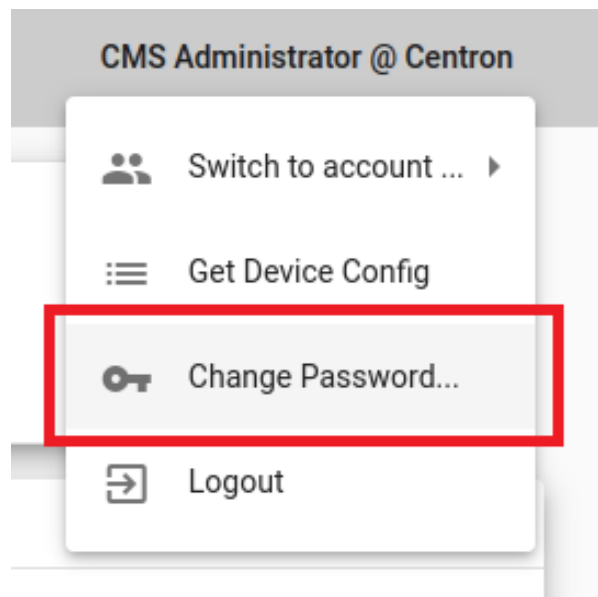 CMS Administrator @ Centron
Switch to account ...
Get Device Config
Change Password...
Logout